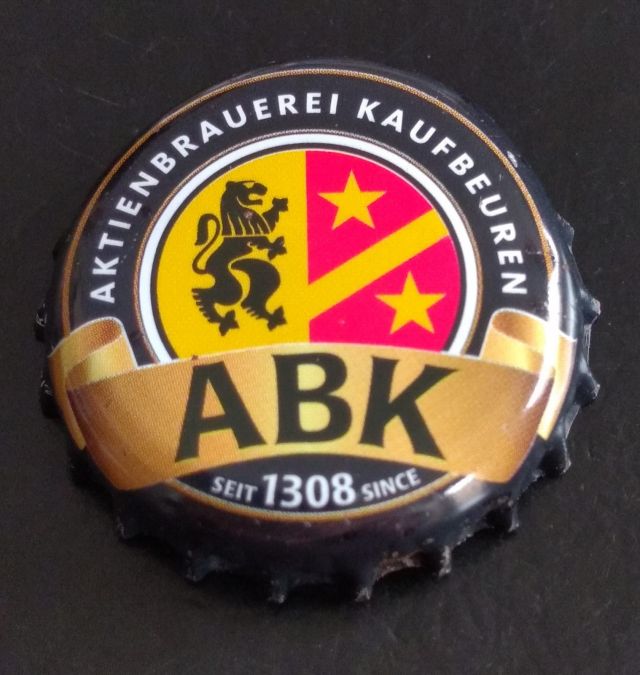 AKTIENBRAUEREI KAUFBEUREN
ABK
SEIT 1308 SINCE